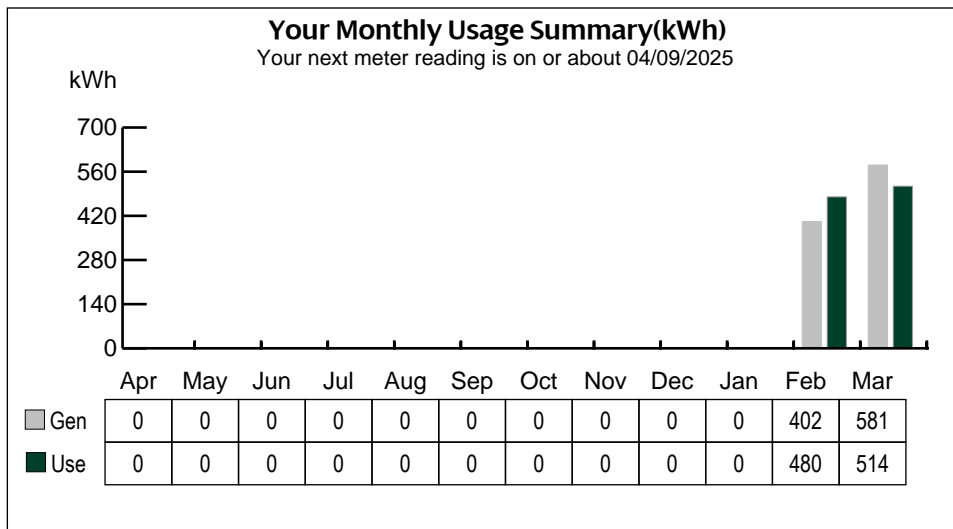 Your Monthly Usage Summary(kWh)
Your next meter reading is on or about 04/09/2025
kWh
700
560
420
280
140
0
Apr May Jun Jul Aug Sep Oct Nov Dec Jan Feb Mar
Gen 0 0 0 0 0 0 0 0 0 0 402 581
Use 0 0 0 0 0 0 0 0 0 0 480 514